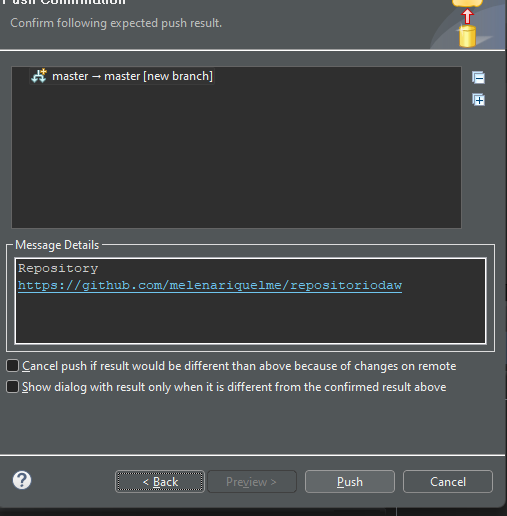 Push Confirmation
Confirm following expected push result.
master → master [new branch]
Message Details
Repository
https://github.com/melenariquelme/repositoriodaw
Cancel push if result would be different than above because of changes on remote
Show dialog with result only when it is different from the confirmed result above
< Back
Preview >
Push
Cancel